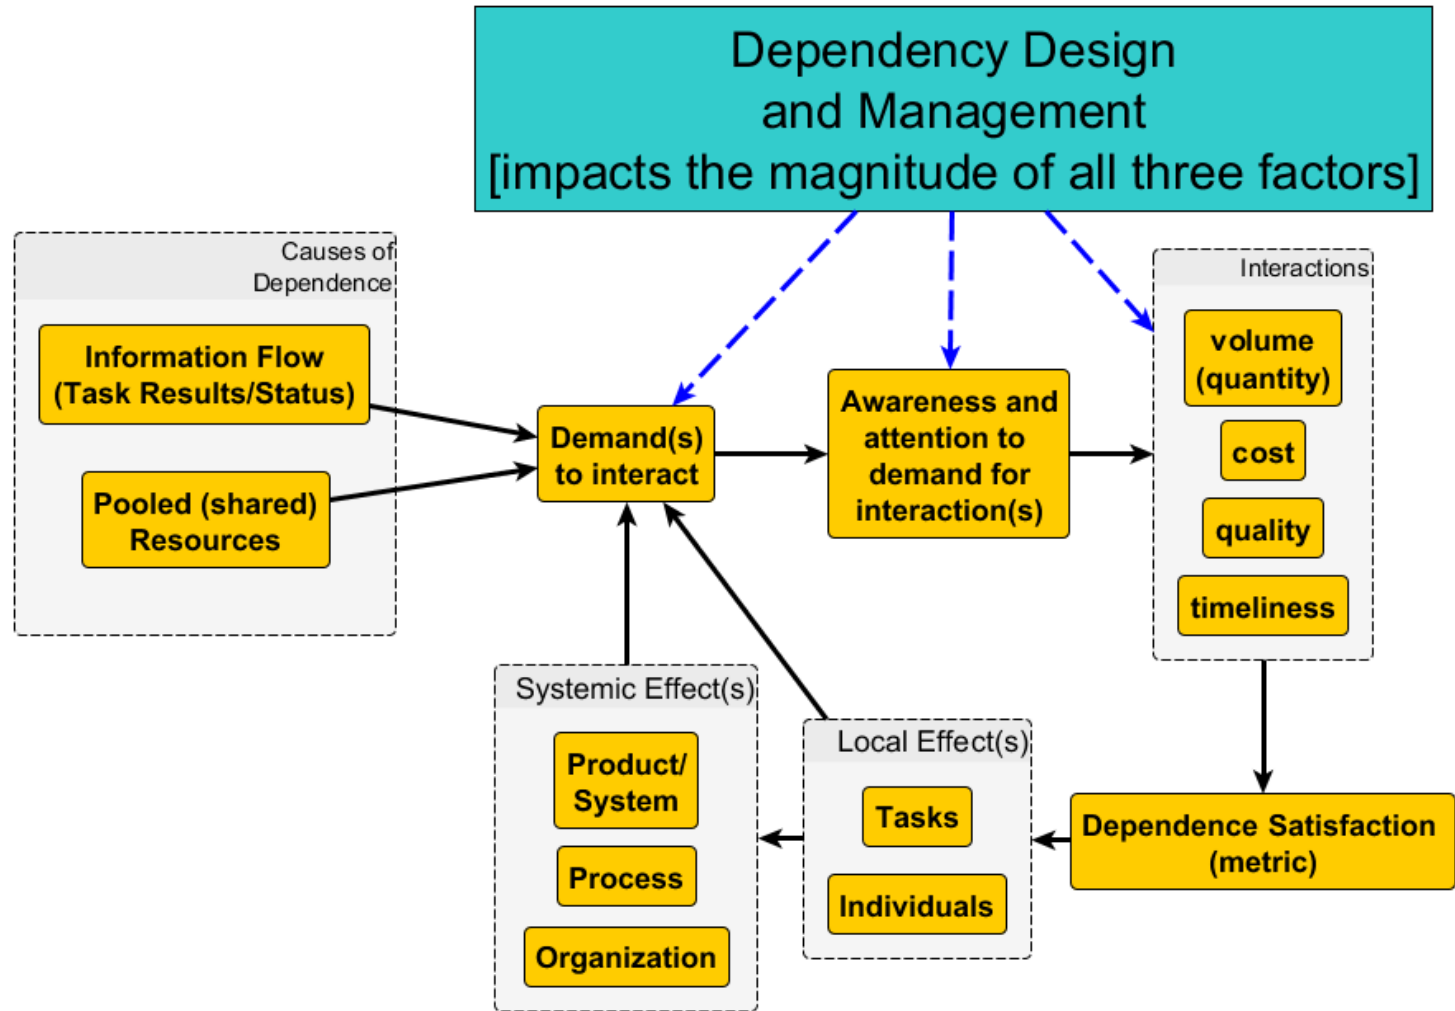 Dependency Design
and Management
[impacts the magnitude of all three factors]
Causes of
Dependence
Information Flow
(Task Results/Status)
Pooled (shared)
Resources
Demand(s)
to interact
Awareness and
attention to
demand for
interaction(s)
Interactions
volume
(quantity)
cost
quality
timeliness
Systemic Effect(s)
Product/
System
Process
Organization
Local Effect(s)
Tasks
Individuals
Dependence Satisfaction
(metric)